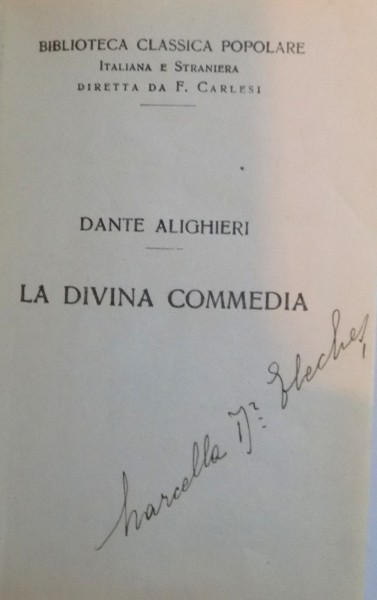 BIBLIOTECA CLASSICA POPOLARE
ITALIANA E STRANIERA
DIRETTA DA F. CARLESI
DANTE ALIGHIERI
LA DIVINA COMMEDIA
Marcella